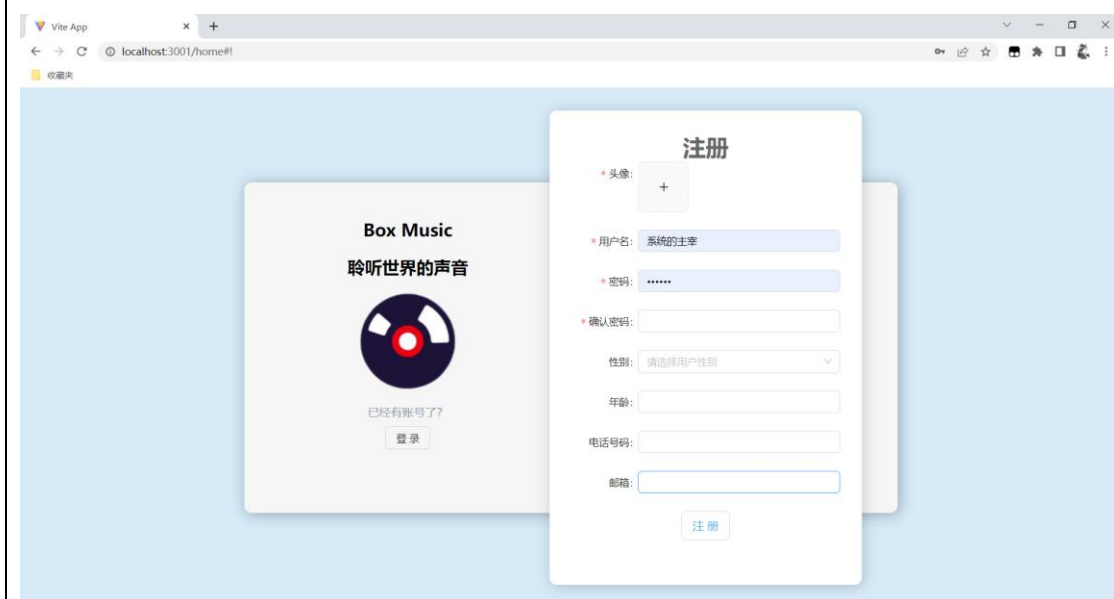 Vite App
localhost:3001/home#!
收藏夹
Box Music
聆听世界的声音
已经有账号了?
登 录
注册
* 头像:
+
* 用户名: 系统的主宰
* 密码: ••••••
* 确认密码:
性别: 请选择用户性别
年龄:
电话号码:
邮箱:
注 册